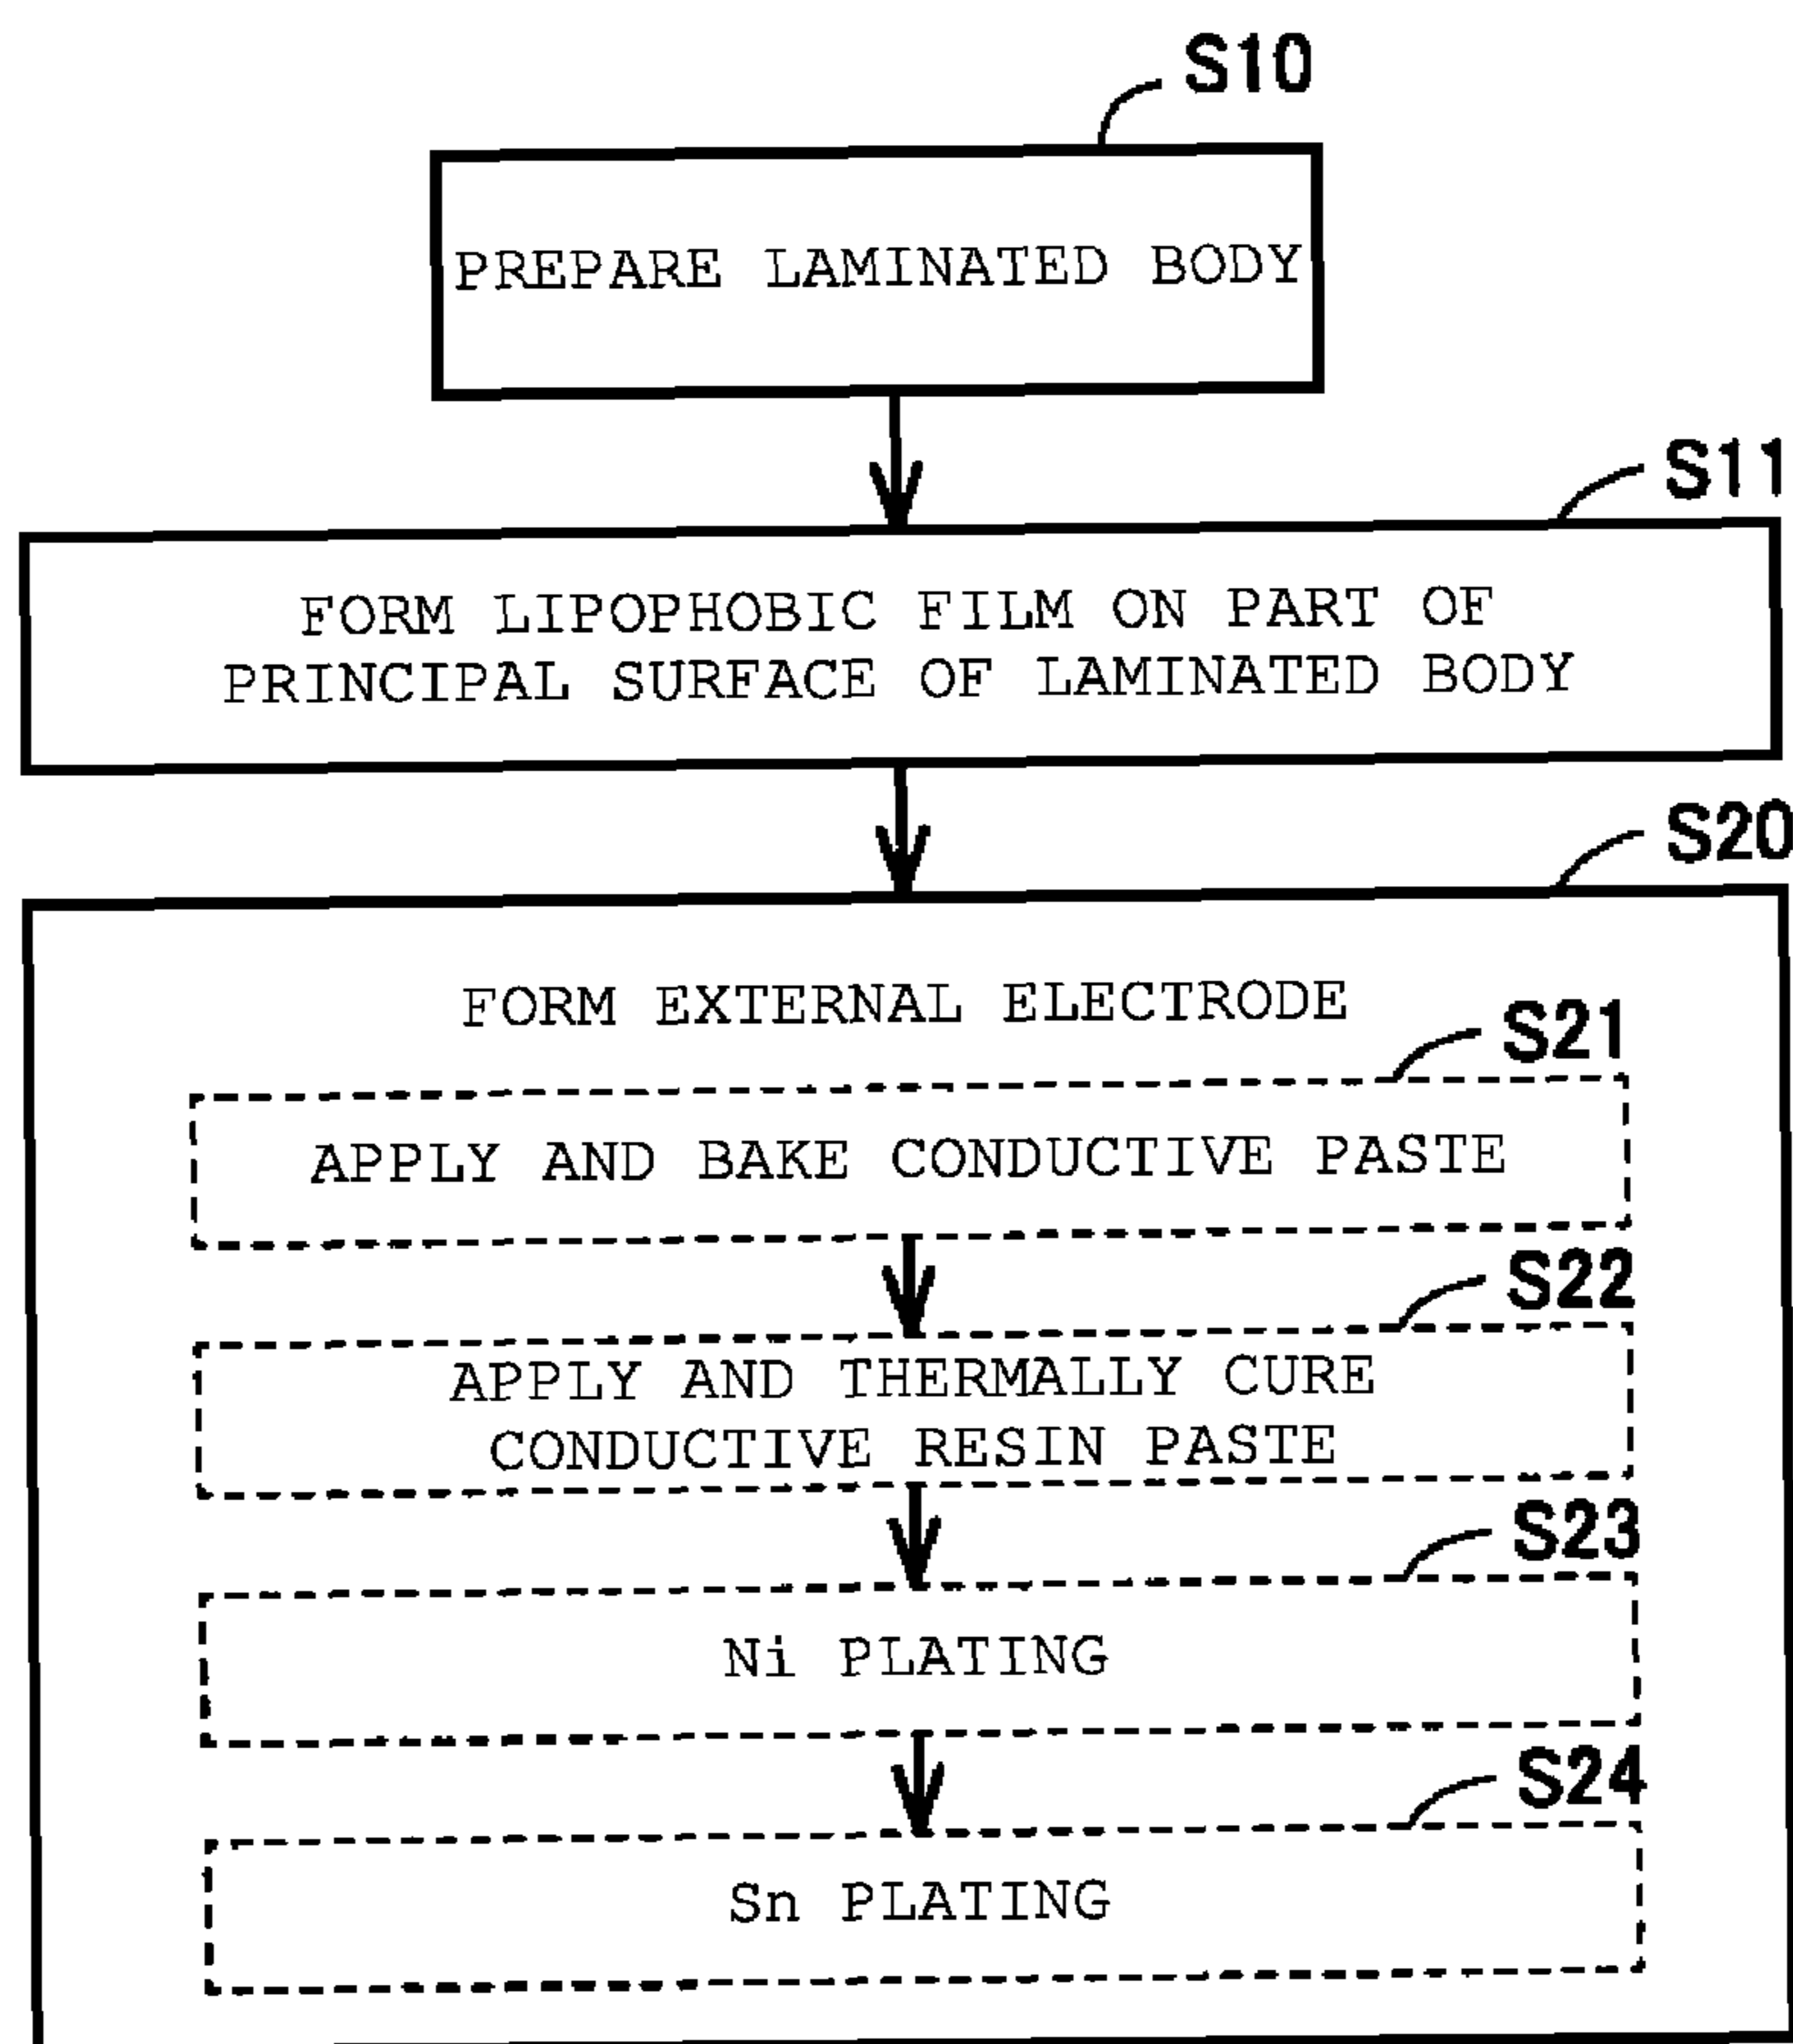 S10
PREPARE LAMINATED BODY
S11
FORM LIPOPHOBIC FILM ON PART OF
PRINCIPAL SURFACE OF LAMINATED BODY
S20
FORM EXTERNAL ELECTRODE
S21
APPLY AND BAKE CONDUCTIVE PASTE
S22
APPLY AND THERMALLY CURE
CONDUCTIVE RESIN PASTE
S23
Ni PLATING
S24
Sn PLATING